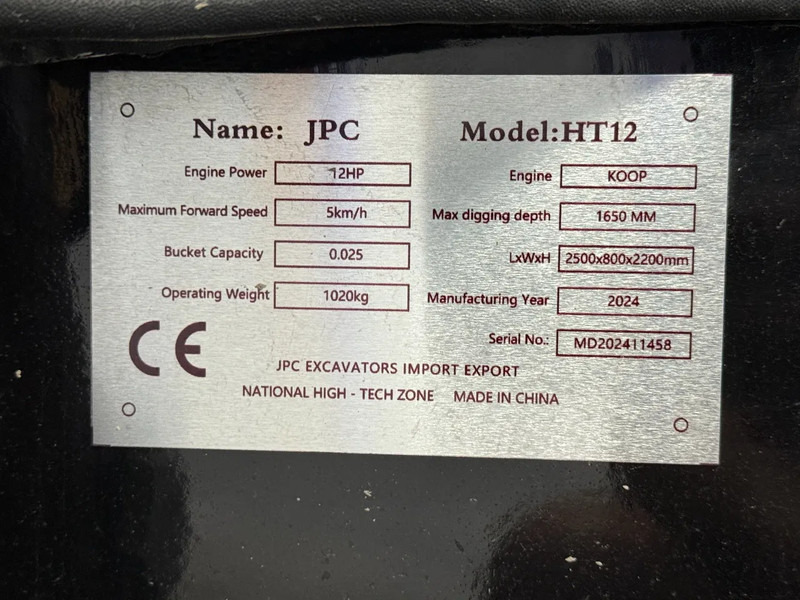 Name: JPC Model:HT12
Engine Power 12HP Engine KOOP
Maximum Forward Speed 5km/h Max digging depth 1650 MM
Bucket Capacity 0.025 LxWxH 2500x800x2200mm
Operating Weight 1020kg Manufacturing Year 2024
Serial No.: MD202411458
CE
JPC EXCAVATORS IMPORT EXPORT
NATIONAL HIGH - TECH ZONE MADE IN CHINA